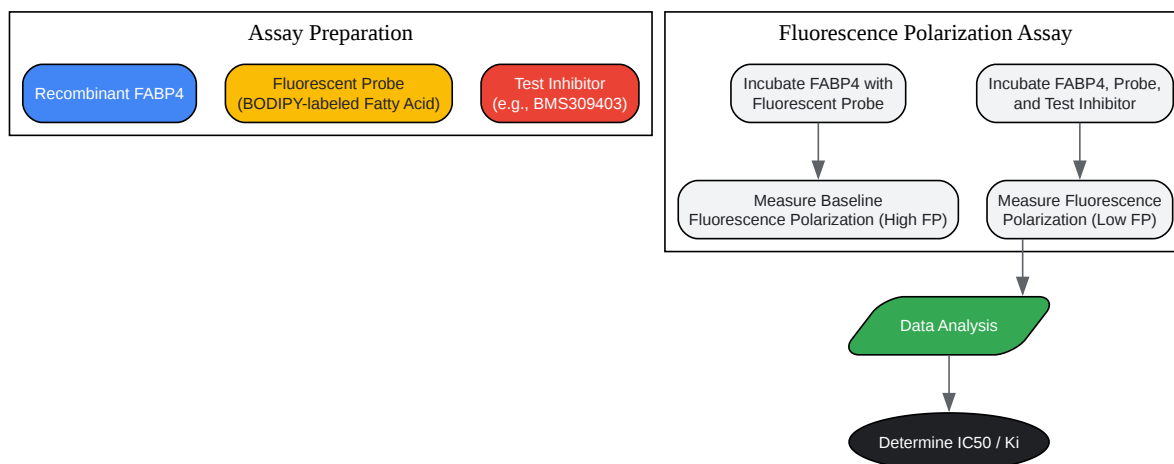 Assay Preparation
Recombinant FABP4
Fluorescent Probe
(BODIPY-labeled Fatty Acid)
Test Inhibitor
(e.g., BMS309403)
Fluorescence Polarization Assay
Incubate FABP4 with
Fluorescent Probe
Incubate FABP4, Probe,
and Test Inhibitor
Measure Baseline
Fluorescence Polarization (High FP)
Measure Fluorescence
Polarization (Low FP)
Data Analysis
Determine IC50 / Ki